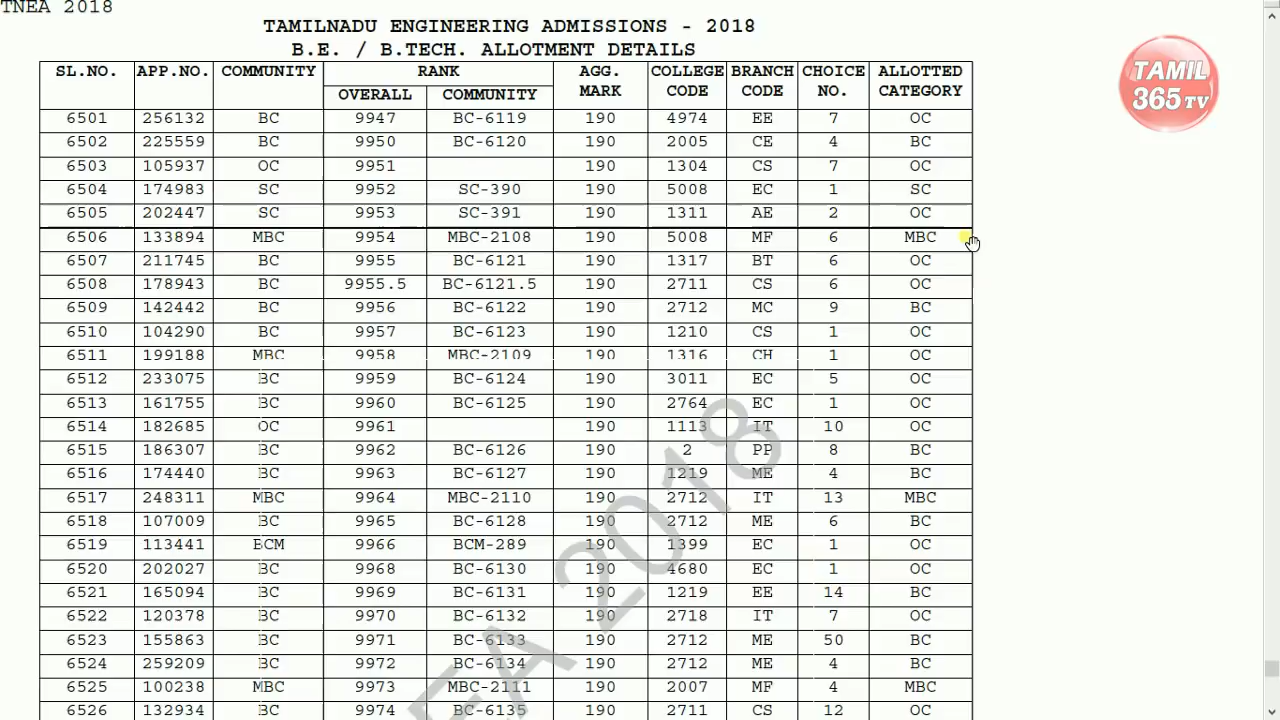 TNEA 2018
TAMILNADU ENGINEERING ADMISSIONS - 2018
B.E. / B.TECH. ALLOTMENT DETAILS
SL.NO. APP.NO. COMMUNITY RANK AGG. MARK COLLEGE CODE BRANCH CODE CHOICE NO. ALLOTTED CATEGORY
OVERALL COMMUNITY
6501 256132 BC 9947 BC-6119 190 4974 EE 7 OC
6502 225559 BC 9950 BC-6120 190 2005 CE 4 BC
6503 105937 OC 9951 190 1304 CS 7 OC
6504 174983 SC 9952 SC-390 190 5008 EC 1 SC
6505 202447 SC 9953 SC-391 190 1311 AE 2 OC
6506 133894 MBC 9954 MBC-2108 190 5008 MF 6 MBC
6507 211745 BC 9955 BC-6121 190 1317 BT 6 OC
6508 178943 BC 9955.5 BC-6121.5 190 2711 CS 6 OC
6509 142442 BC 9956 BC-6122 190 2712 MC 9 BC
6510 104290 BC 9957 BC-6123 190 1210 CS 1 OC
6511 199188 MBC 9958 MBC-2109 190 1316 CH 1 OC
6512 233075 BC 9959 BC-6124 190 3011 EC 5 OC
6513 161755 BC 9960 BC-6125 190 2764 EC 1 OC
6514 182685 OC 9961 190 1113 IT 10 OC
6515 186307 BC 9962 BC-6126 190 2 PP 8 BC
6516 174440 BC 9963 BC-6127 190 1219 ME 4 BC
6517 248311 MBC 9964 MBC-2110 190 2712 IT 13 MBC
6518 107009 BC 9965 BC-6128 190 2712 ME 6 BC
6519 113441 BCM 9966 BCM-289 190 1399 EC 1 OC
6520 202027 BC 9968 BC-6130 190 4680 EC 1 OC
6521 165094 BC 9969 BC-6131 190 1219 EE 14 BC
6522 120378 BC 9970 BC-6132 190 2718 IT 7 OC
6523 155863 BC 9971 BC-6133 190 2712 ME 50 BC
6524 259209 BC 9972 BC-6134 190 2712 ME 4 BC
6525 100238 MBC 9973 MBC-2111 190 2007 MF 4 MBC
6526 132934 BC 9974 BC-6135 190 2711 CS 12 OC
TAMIL
365 TV
EA 2018